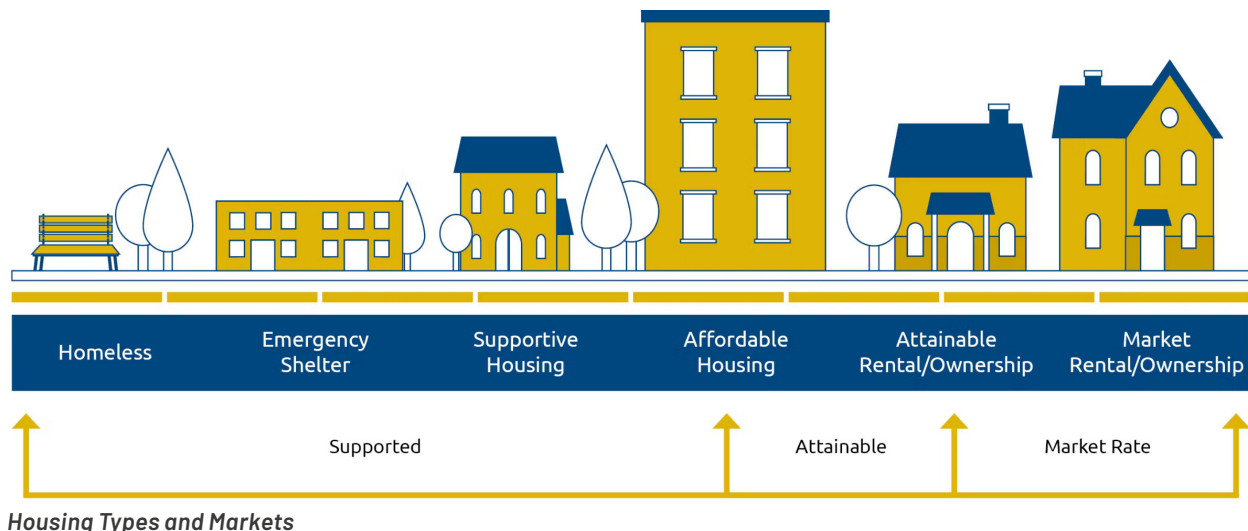 Homeless
Emergency
Shelter
Supportive
Housing
Affordable
Housing
Attainable
Rental/Ownership
Market
Rental/Ownership
Supported
Attainable
Market Rate
Housing Types and Markets